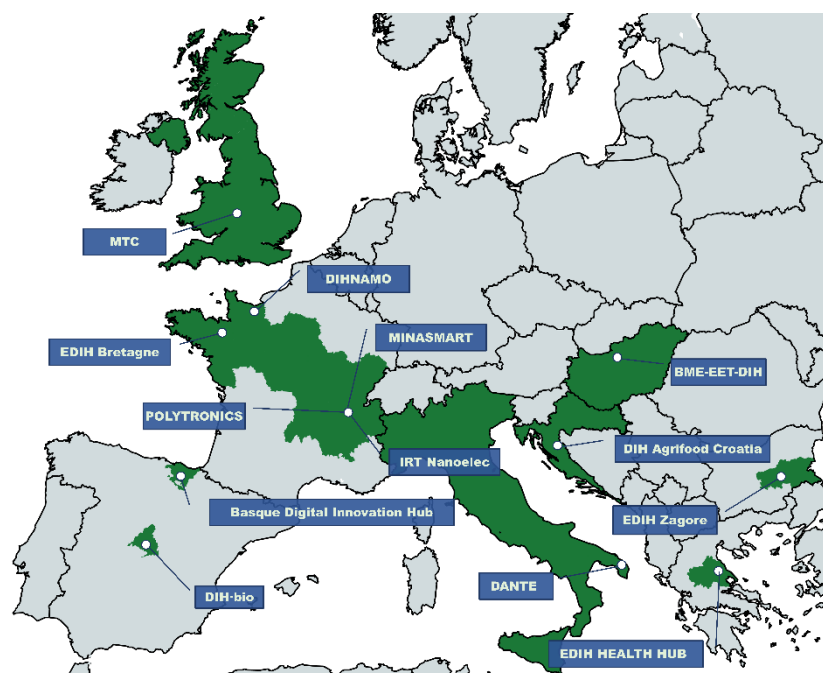 MTC
DIHNAMO
MINASMART
EDIH Bretagne
BME-EET-DIH
POLYTRONICS
DIH Agrifood Croatia
IRT Nanoelec
Basque Digital Innovation Hub
EDIH Zagore
DANTE
DIH-bio
EDIH HEALTH HUB